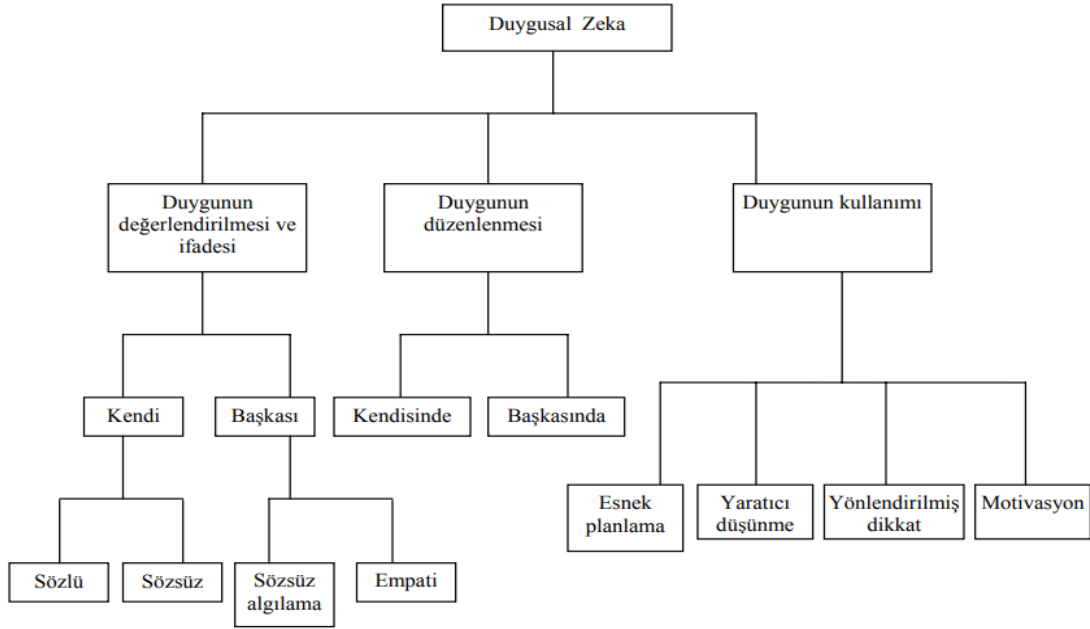 Duygusal Zeka
Duygunun
değerlendirilmesi ve
ifadesi
Duygunun
düzenlenmesi
Duygunun kullanımı
Kendi
Başkası
Kendisinde
Başkasında
Esnek
planlama
Yaratıcı
düşünme
Yönlendirilmiş
dikkat
Motivasyon
Sözlü
Sözsüz
Sözsüz
algılama
Empati